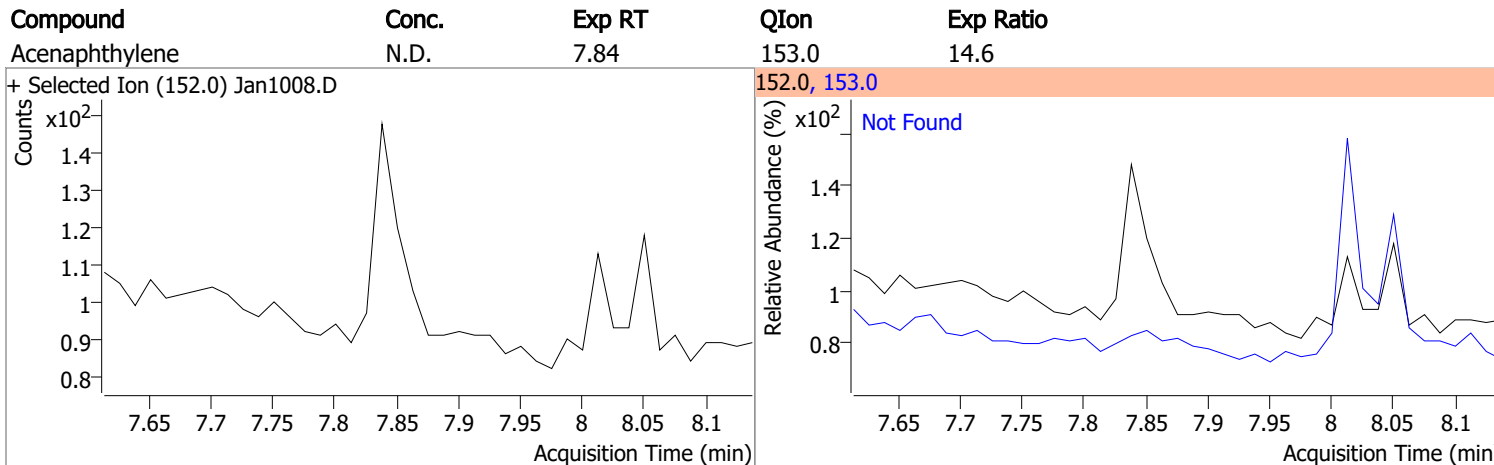 Compound Conc. Exp RT QIon Exp Ratio
Acenaphthylene N.D. 7.84 153.0 14.6
+ Selected Ion (152.0) Jan1008.D
Counts
x10²
1.4
1.3
1.2
1.1
1
0.9
0.8
7.65 7.7 7.75 7.8 7.85 7.9 7.95 8 8.05 8.1
Acquisition Time (min)
152.0, 153.0
Relative Abundance (%)
x10²
Not Found
1.4
1.2
1
0.8
7.65 7.7 7.75 7.8 7.85 7.9 7.95 8 8.05 8.1
Acquisition Time (min